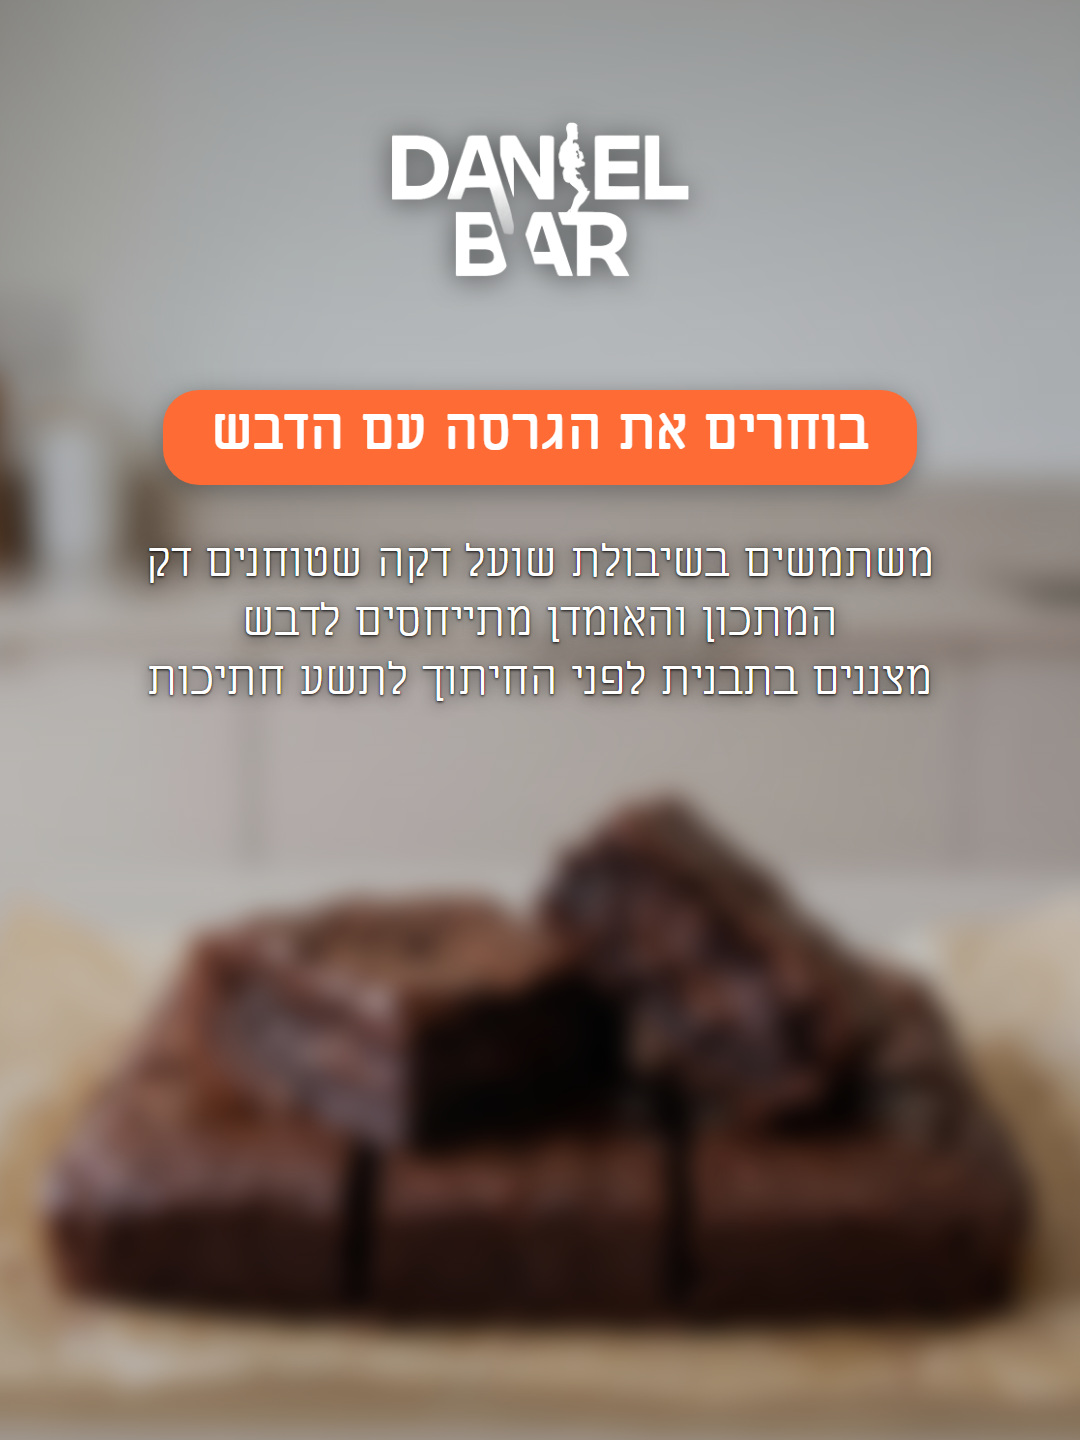 DANIEL
BAR
בוחרים את הגרסה עם הדבש
משתמשים בשיבולת שועל דקה שטוחנים דק
המתכון והאומדן מתייחסים לדבש
מצננים בתבנית לפני החיתוך לתשע חתיכות